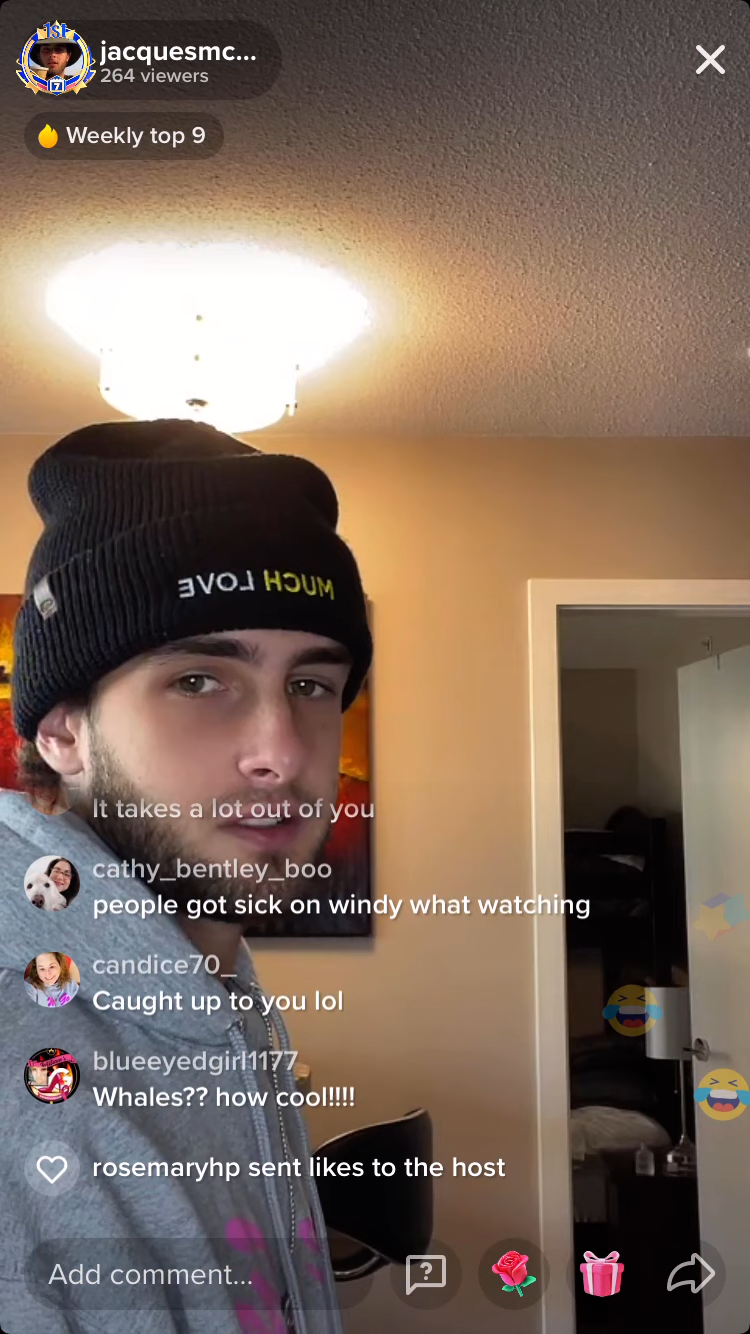 1ST
7
jacquesmc...
264 viewers
Weekly top 9
MUCH LOVE
It takes a lot out of you
cathy_bentley_boo
people got sick on windy what watching
candice70_
Caught up to you lol
blueeyedgirl1177
Whales?? how cool!!!!
rosemaryhp sent likes to the host
Add comment...
?